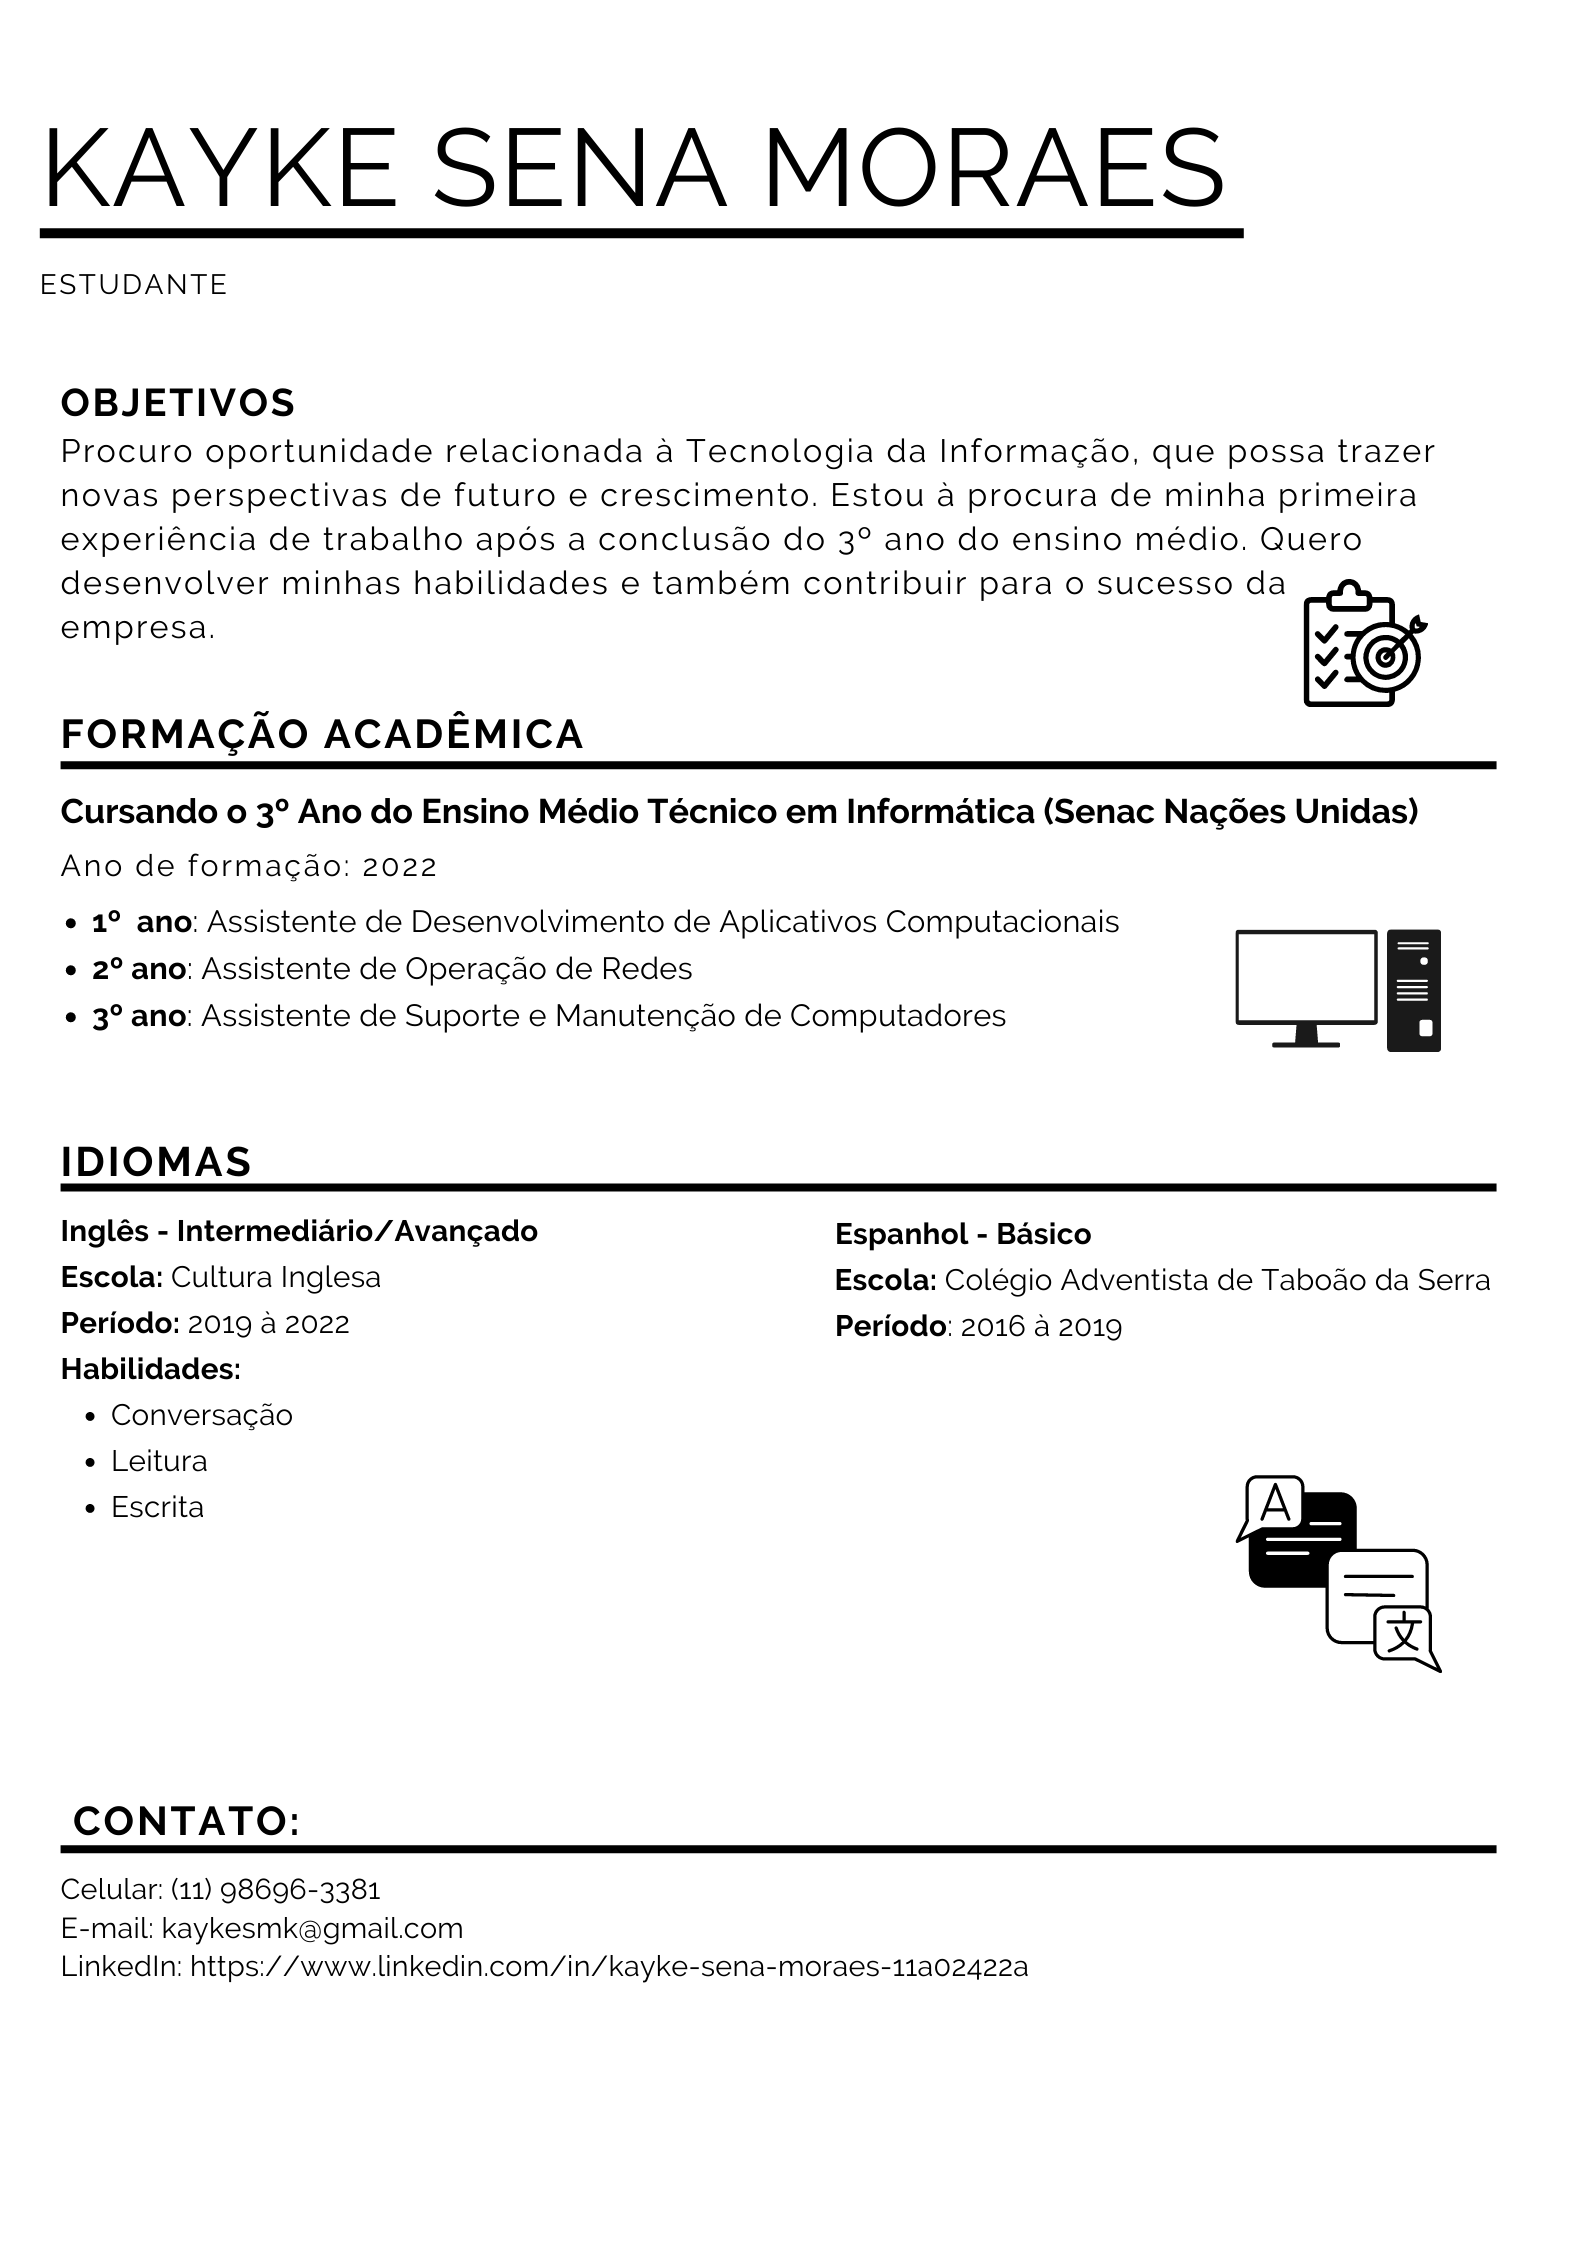 KAYKE SENA MORAES
ESTUDANTE
OBJETIVOS
Procuro oportunidade relacionada à Tecnologia da Informação, que possa trazer
novas perspectivas de futuro e crescimento. Estou à procura de minha primeira
experiência de trabalho após a conclusão do 3º ano do ensino médio. Quero
desenvolver minhas habilidades e também contribuir para o sucesso da
empresa.
FORMAÇÃO ACADÊMICA
Cursando o 3º Ano do Ensino Médio Técnico em Informática (Senac Nações Unidas)
Ano de formação: 2022
• 1º  ano: Assistente de Desenvolvimento de Aplicativos Computacionais
• 2º ano: Assistente de Operação de Redes
• 3º ano: Assistente de Suporte e Manutenção de Computadores
IDIOMAS
Inglês - Intermediário/Avançado
Escola: Cultura Inglesa
Período: 2019 à 2022
Habilidades:
• Conversação
• Leitura
• Escrita
Espanhol - Básico
Escola: Colégio Adventista de Taboão da Serra
Período: 2016 à 2019
A
文
CONTATO:
Celular: (11) 98696-3381
E-mail: kaykesmk@gmail.com
LinkedIn: https://www.linkedin.com/in/kayke-sena-moraes-11a02422a